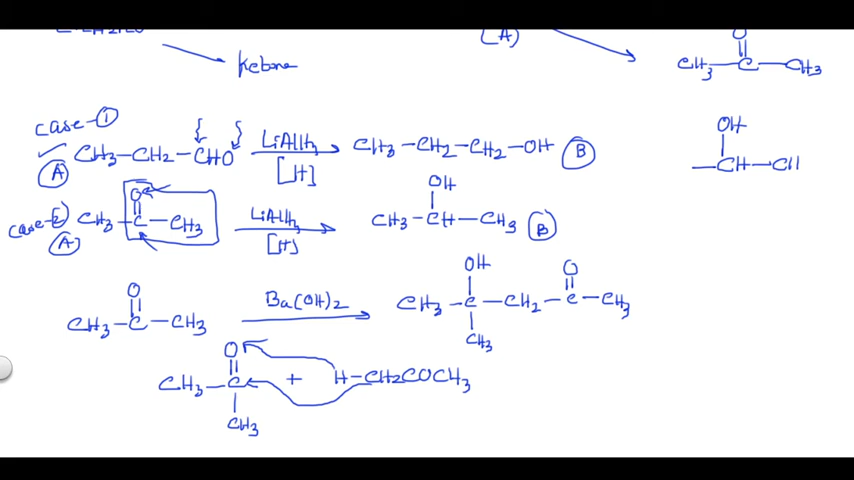 Ketone
(A)
O
CH3—C—CH3
case-①
OH
—CH—CH
CH3—CH2—CHO LiAlH4 [H] CH3—CH2—CH2—OH Ⓑ
Ⓐ
case-2) CH3—C—CH3 LiAlH4 [H] CH3—CH—CH3 Ⓑ
O
OH
Ⓐ
O
CH3—C—CH3 Ba(OH)2 CH3—C—CH2—C—CH3
OH
O
CH3
O
CH3—C + H—CH2COCH3
CH3